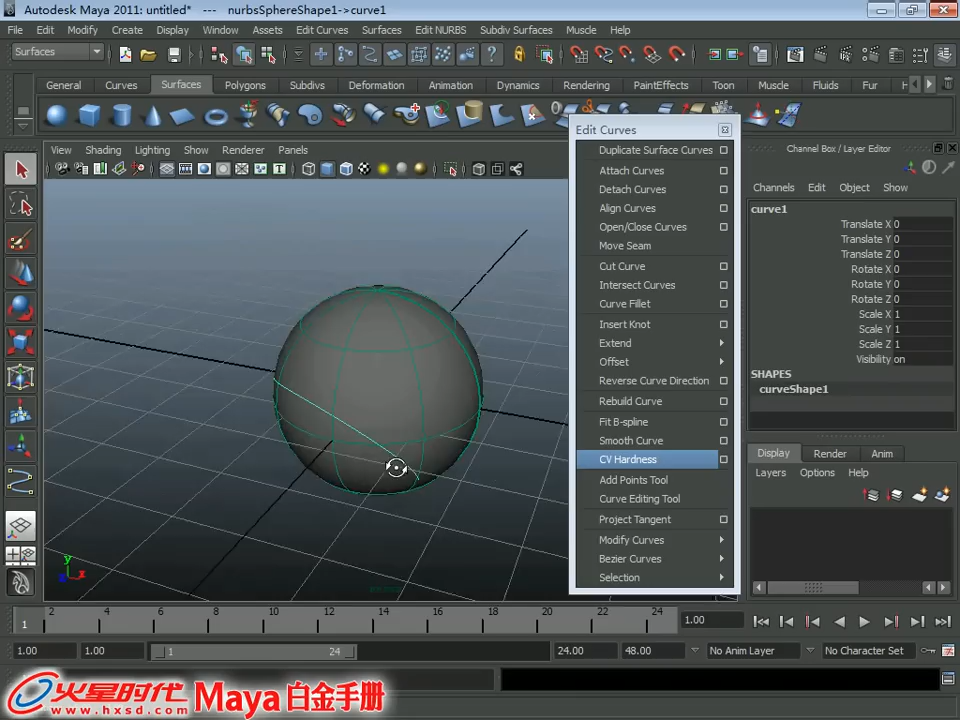 Autodesk Maya 2011: untitled* --- nurbsSphereShape1->curve1
File Edit Modify Create Display Window Assets Edit Curves Surfaces Edit NURBS Subdiv Surfaces Muscle Help
Surfaces
General Curves Surfaces Polygons Subdivs Deformation Animation Dynamics Rendering PaintEffects Toon Muscle Fluids Fur
View Shading Lighting Show Renderer Panels
Edit Curves
Duplicate Surface Curves
Attach Curves
Detach Curves
Align Curves
Open/Close Curves
Move Seam
Cut Curve
Intersect Curves
Curve Fillet
Insert Knot
Extend
Offset
Reverse Curve Direction
Rebuild Curve
Fit B-spline
Smooth Curve
CV Hardness
Add Points Tool
Curve Editing Tool
Project Tangent
Modify Curves
Bezier Curves
Selection
Channel Box / Layer Editor
Channels Edit Object Show
curve1
Translate X 0
Translate Y 0
Translate Z 0
Rotate X 0
Rotate Y 0
Rotate Z 0
Scale X 1
Scale Y 1
Scale Z 1
Visibility on
SHAPES
curveShape1
Display Render Anim
Layers Options Help
y
z x
2 4 6 8 10 12 14 16 18 20 22 24
1
1.00
1.00 1.00 1 24 24.00 48.00 No Anim Layer No Character Set
火星时代 Maya 白金手册
www.hxsd.com